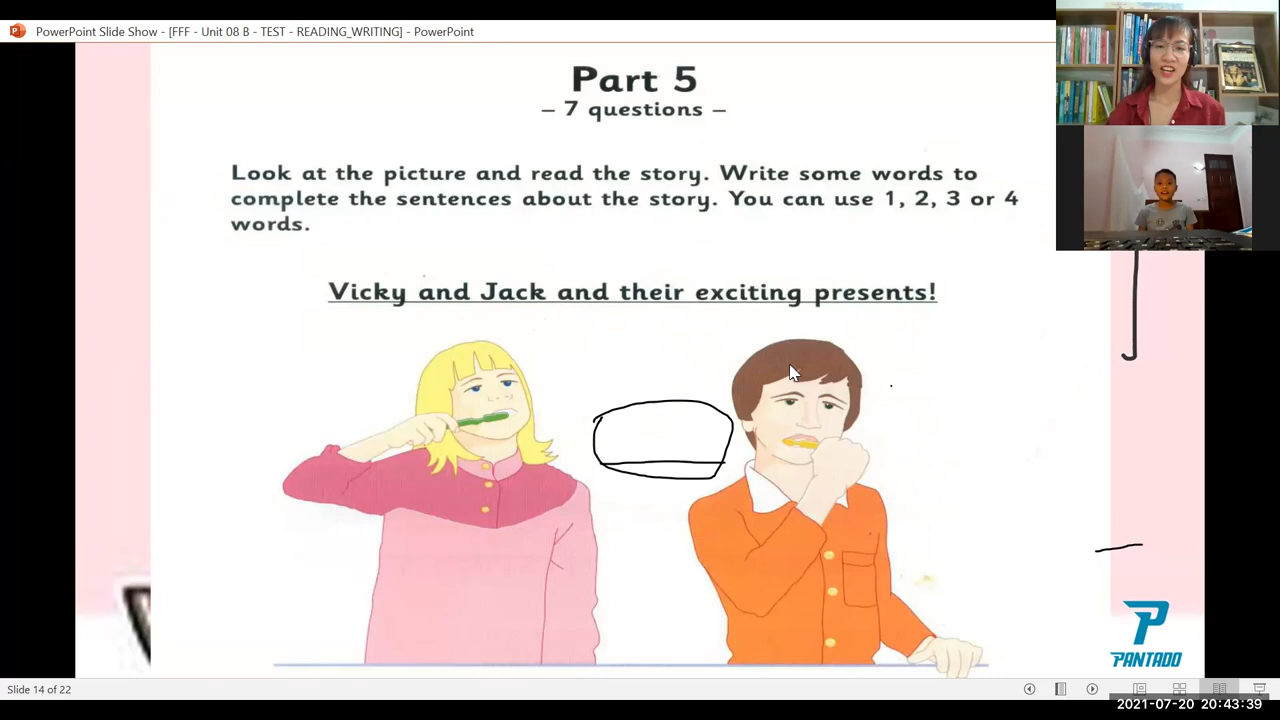 PowerPoint Slide Show - [FFF - Unit 08 B - TEST - READING_WRITING] - PowerPoint
Part 5
– 7 questions –
Look at the picture and read the story. Write some words to
complete the sentences about the story. You can use 1, 2, 3 or 4
words.
Vicky and Jack and their exciting presents!
PANTADO
Slide 14 of 22
2021-07-20 20:43:39